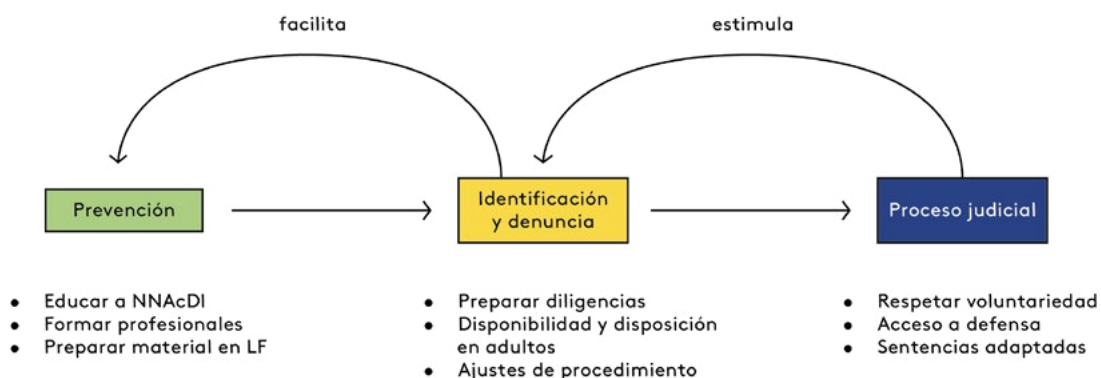 facilita
estimula
Prevención
Identificación
y denuncia
Proceso judicial
• Educar a NNAcDI
• Formar profesionales
• Preparar material en LF
• Preparar diligencias
• Disponibilidad y disposición
en adultos
• Ajustes de procedimiento
• Respetar voluntariedad
• Acceso a defensa
• Sentencias adaptadas